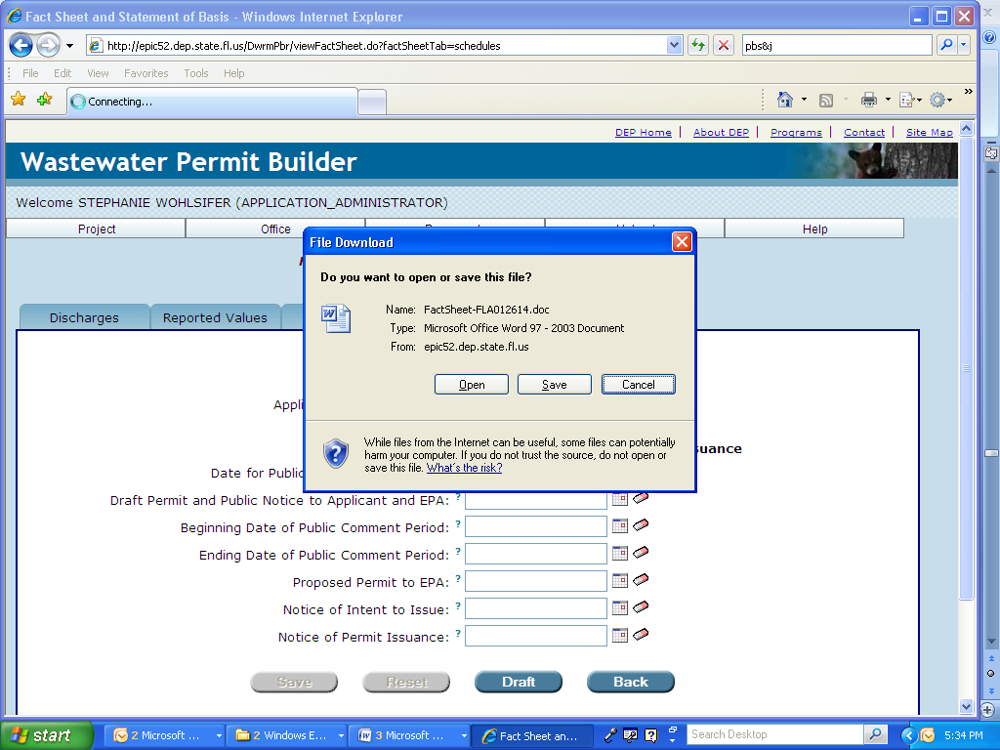 Fact Sheet and Statement of Basis - Windows Internet Explorer
http://epic52.dep.state.fl.us/DwrmPbr/viewFactSheet.do?factSheetTab=schedules
pbs&j
File Edit View Favorites Tools Help
Connecting...
DEP Home | About DEP | Programs | Contact | Site Map
Wastewater Permit Builder
Welcome STEPHANIE WOHLSIFER (APPLICATION_ADMINISTRATOR)
Project Office Help
File Download
Do you want to open or save this file?
Name: FactSheet-FLA012614.doc
Type: Microsoft Office Word 97 - 2003 Document
From: epic52.dep.state.fl.us
Open Save Cancel
While files from the Internet can be useful, some files can potentially
harm your computer. If you do not trust the source, do not open or
save this file. What's the risk?
Discharges Reported Values
Appli
suance
Date for Public
Draft Permit and Public Notice to Applicant and EPA: ?
Beginning Date of Public Comment Period: ?
Ending Date of Public Comment Period: ?
Proposed Permit to EPA: ?
Notice of Intent to Issue: ?
Notice of Permit Issuance: ?
Save Reset Draft Back
start 2 Microsoft ... 2 Windows E... 3 Microsoft ... Fact Sheet an... Search Desktop 5:34 PM